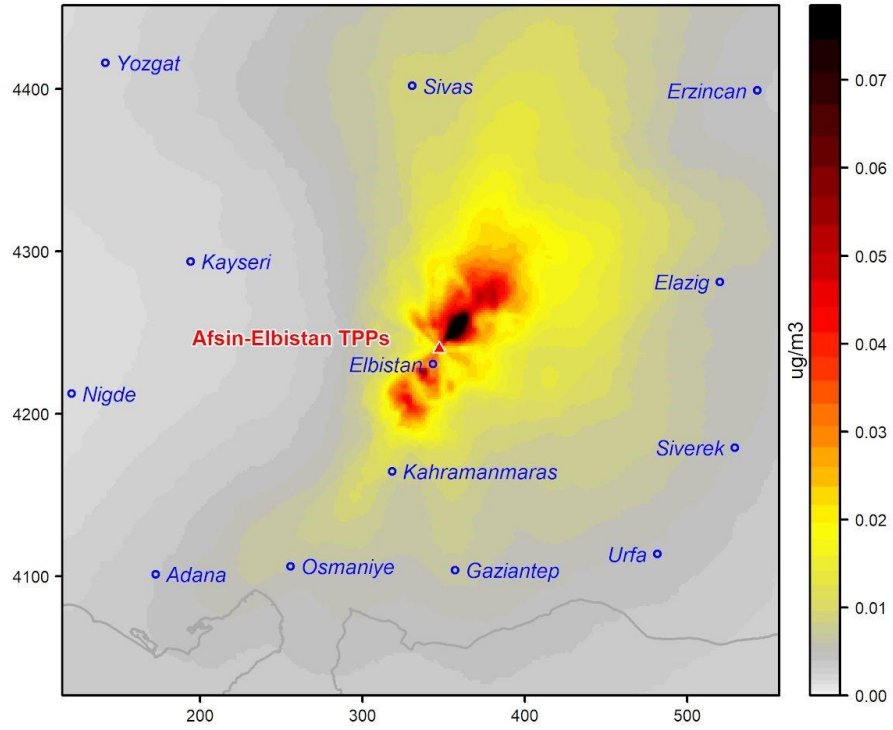 Yozgat
4400
Sivas
Erzincan
0.07
0.06
4300
Kayseri
Elazig
0.05
Afsin-Elbistan TPPs
ug/m3
Elbistan
0.04
Nigde
4200
Siverek
0.03
Kahramanmaras
0.02
Urfa
4100
Adana
Osmaniye
Gaziantep
0.01
0.00
200
300
400
500